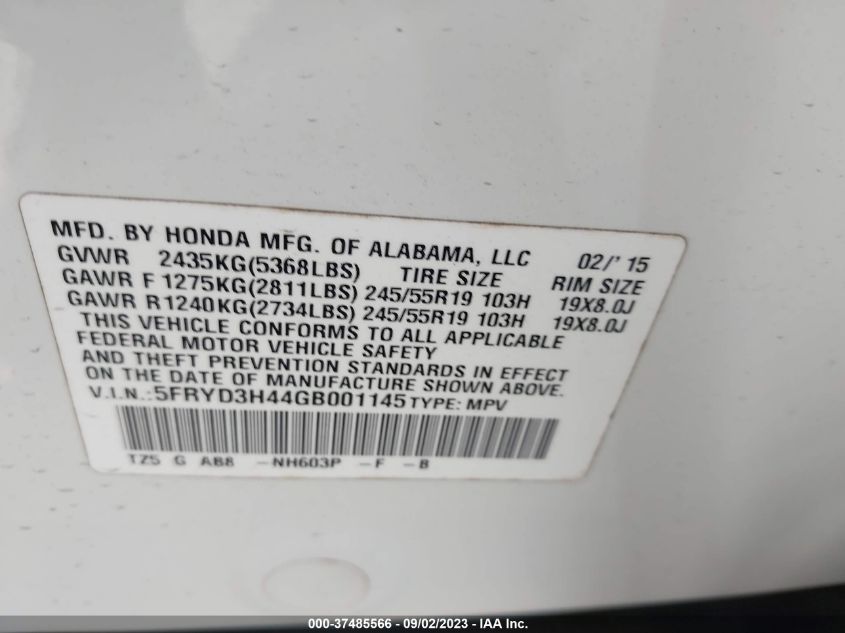 MFD. BY HONDA MFG. OF ALABAMA, LLC 02/' 15
GVWR 2435KG(5368LBS) TIRE SIZE RIM SIZE
GAWR F 1275KG(2811LBS) 245/55R19 103H 19X8.0J
GAWR R1240KG(2734LBS) 245/55R19 103H 19X8.0J
THIS VEHICLE CONFORMS TO ALL APPLICABLE
FEDERAL MOTOR VEHICLE SAFETY
AND THEFT PREVENTION STANDARDS IN EFFECT
ON THE DATE OF MANUFACTURE SHOWN ABOVE.
V.I.N.:5FRYD3H44GB001145 TYPE: MPV
TZ5 G AB8 -NH603P -F -B
000-37485566 - 09/02/2023 - IAA Inc.